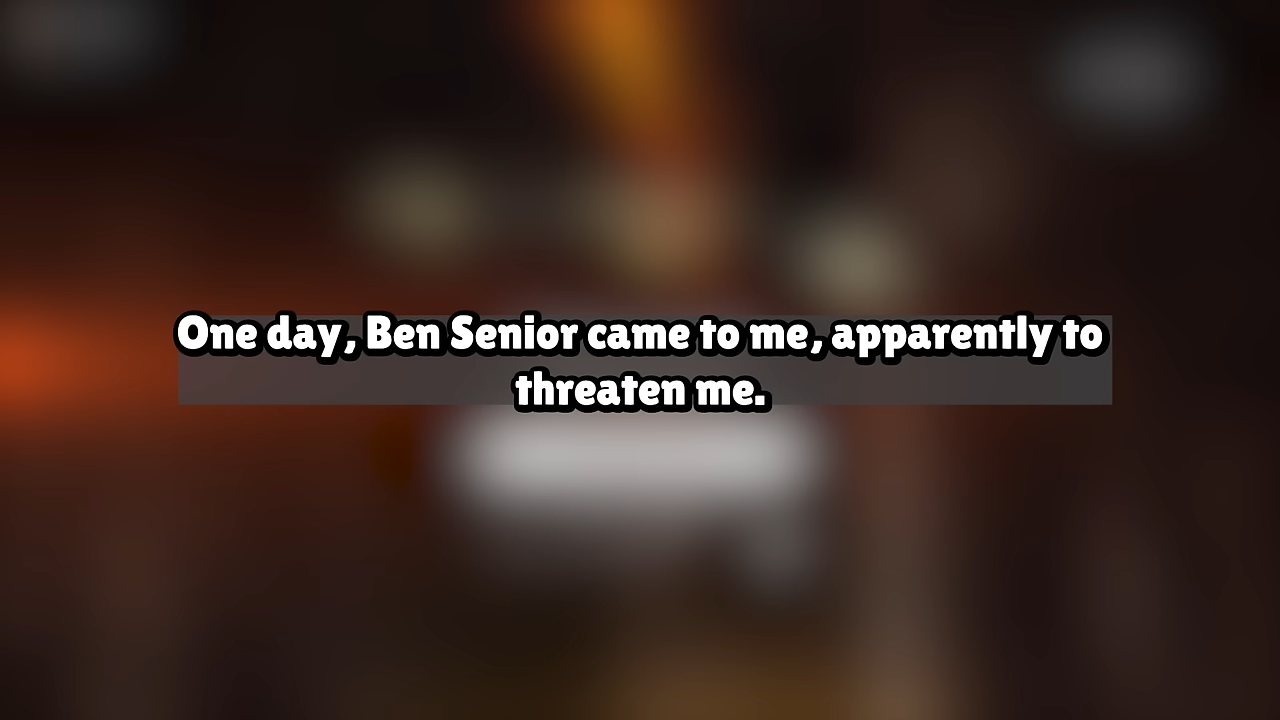 One day, Ben Senior came to me, apparently to
threaten me.